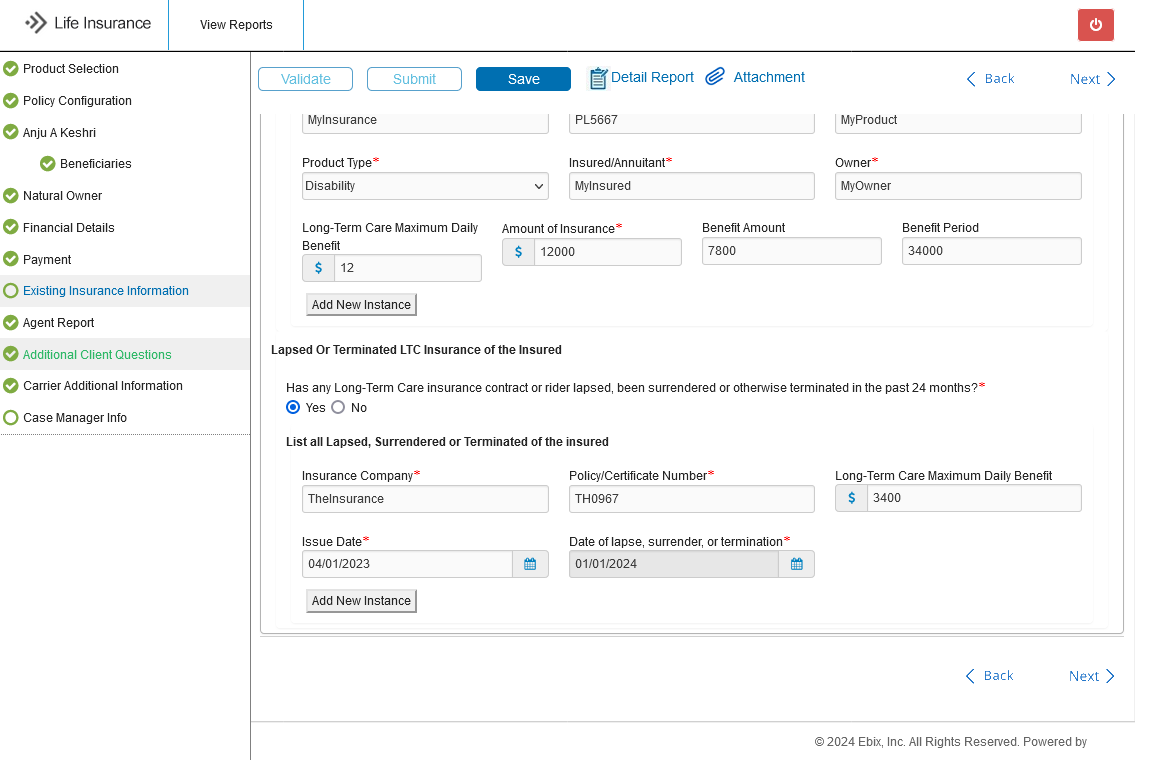 Life Insurance
View Reports
Product Selection
Policy Configuration
Anju A Keshri
Beneficiaries
Natural Owner
Financial Details
Payment
Existing Insurance Information
Agent Report
Additional Client Questions
Carrier Additional Information
Case Manager Info
Validate Submit Save Detail Report Attachment Back Next
MyInsurance PL5667 MyProduct
Product Type* Insured/Annuitant* Owner*
Disability MyInsured MyOwner
Long-Term Care Maximum Daily Benefit Amount of Insurance* Benefit Amount Benefit Period
$ 12 $ 12000 7800 34000
Add New Instance
Lapsed Or Terminated LTC Insurance of the Insured
Has any Long-Term Care insurance contract or rider lapsed, been surrendered or otherwise terminated in the past 24 months?*
Yes No
List all Lapsed, Surrendered or Terminated of the insured
Insurance Company* Policy/Certificate Number* Long-Term Care Maximum Daily Benefit
TheInsurance TH0967 $ 3400
Issue Date* Date of lapse, surrender, or termination*
04/01/2023 01/01/2024
Add New Instance
Back Next
© 2024 Ebix, Inc. All Rights Reserved. Powered by